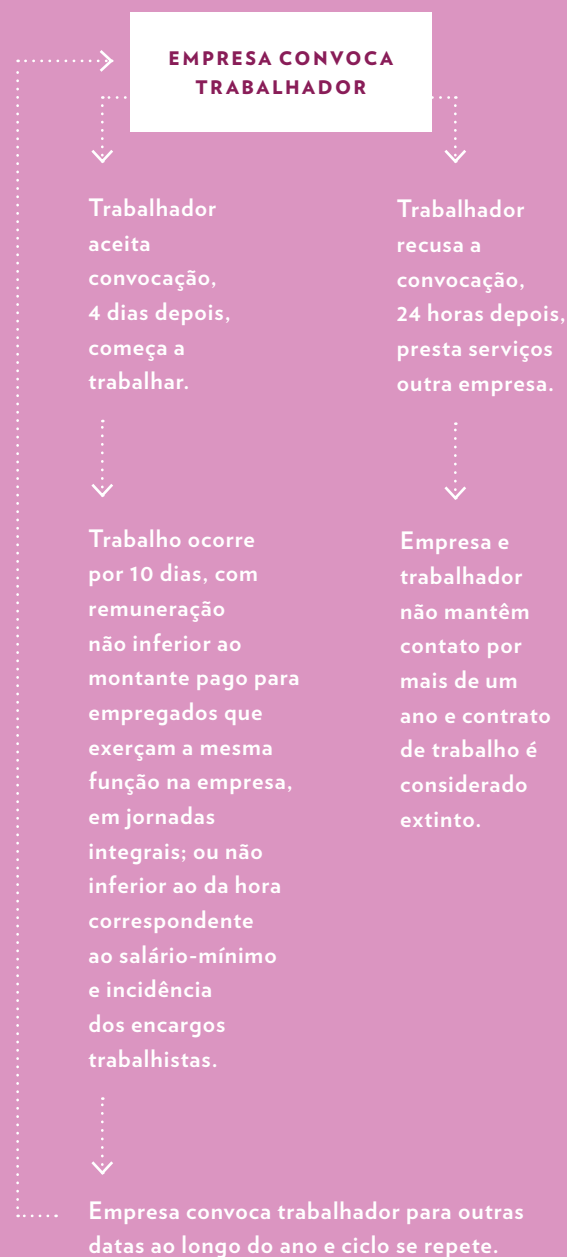 EMPRESA CONVOCA
TRABALHADOR
Trabalhador
aceita
convocação,
4 dias depois,
começa a
trabalhar.
Trabalhador
recusa a
convocação,
24 horas depois,
presta serviços
outra empresa.
Trabalho ocorre
por 10 dias, com
remuneração
não inferior ao
montante pago para
empregados que
exerçam a mesma
função na empresa,
em jornadas
integrais; ou não
inferior ao da hora
correspondente
ao salário-mínimo
e incidência
dos encargos
trabalhistas.
Empresa e
trabalhador
não mantêm
contato por
mais de um
ano e contrato
de trabalho é
considerado
extinto.
Empresa convoca trabalhador para outras
datas ao longo do ano e ciclo se repete.